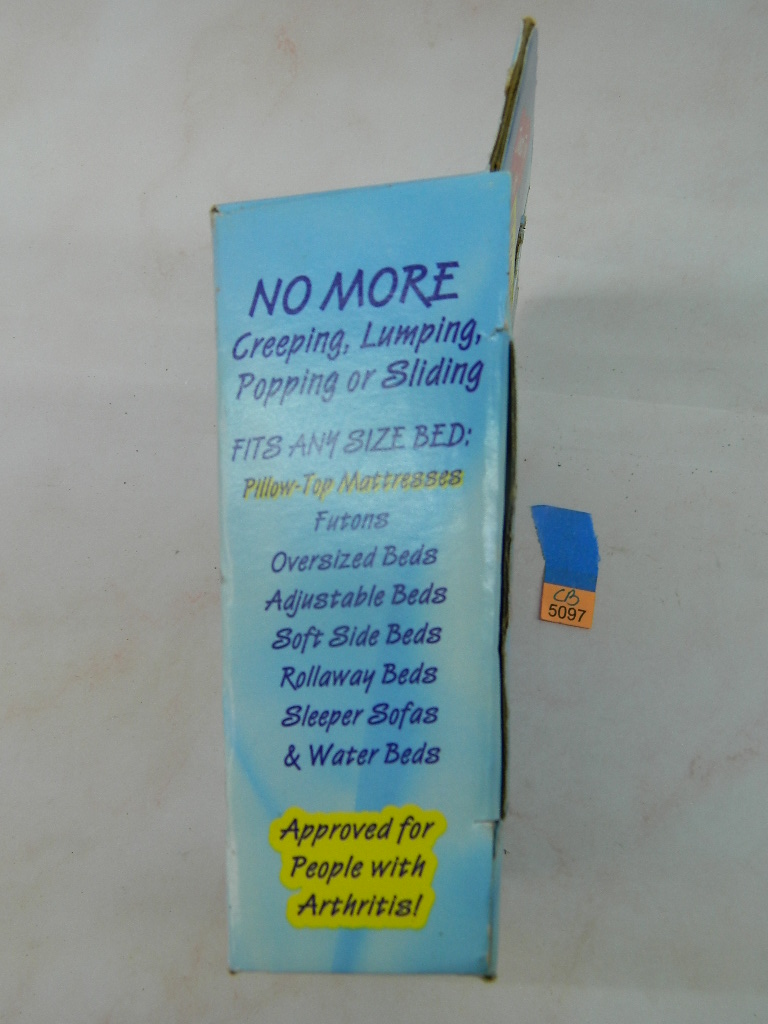 NO MORE
Creeping, Lumping,
Popping or Sliding
FITS ANY SIZE BED:
Pillow-Top Mattresses
Futons
Oversized Beds
Adjustable Beds
Soft Side Beds
Rollaway Beds
Sleeper Sofas
& Water Beds
Approved for
People with
Arthritis!
CB
5097